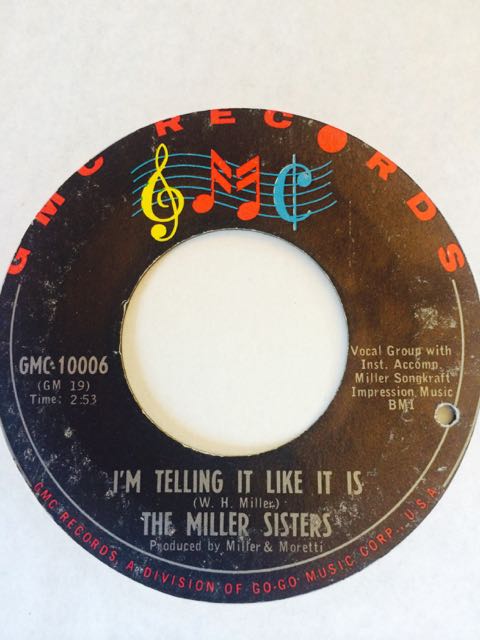 GMC RECORDS
GMC-10006
(GM 19)
Time: 2:53
Vocal Group with
Inst. Accomp.
Miller Songkraft
Impression Music
BMI
I'M TELLING IT LIKE IT IS
(W. H. Miller)
THE MILLER SISTERS
Produced by Miller & Moretti
GMC RECORDS, A DIVISION OF GO-GO MUSIC CORP., U.S.A.